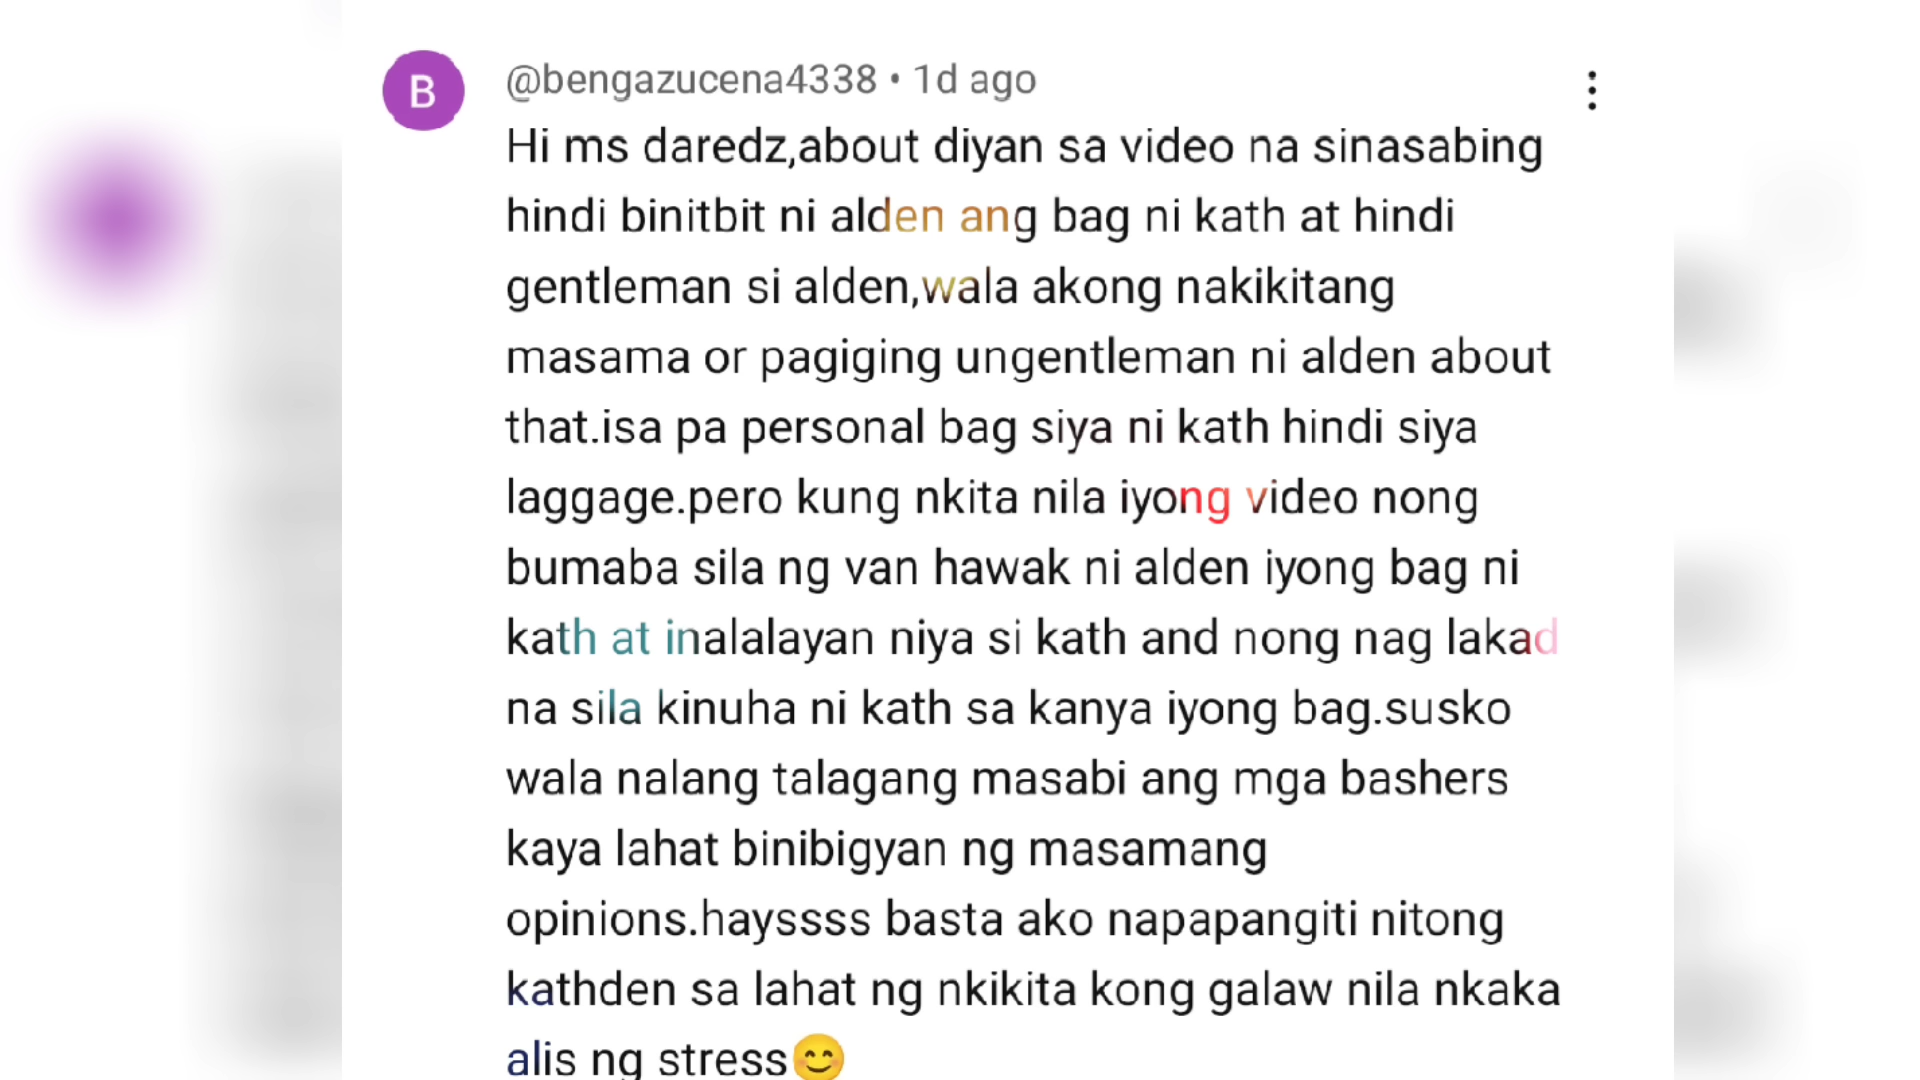 B
@bengazucena4338 • 1d ago
Hi ms daredz,about diyan sa video na sinasabing
hindi binitbit ni alden ang bag ni kath at hindi
gentleman si alden,wala akong nakikitang
masama or pagiging ungentleman ni alden about
that.isa pa personal bag siya ni kath hindi siya
laggage.pero kung nkita nila iyong video nong
bumaba sila ng van hawak ni alden iyong bag ni
kath at inalalayan niya si kath and nong nag lakad
na sila kinuha ni kath sa kanya iyong bag.susko
wala nalang talagang masabi ang mga bashers
kaya lahat binibigyan ng masamang
opinions.hayssss basta ako napapangiti nitong
kathden sa lahat ng nkikita kong galaw nila nkaka
alis ng stress😊